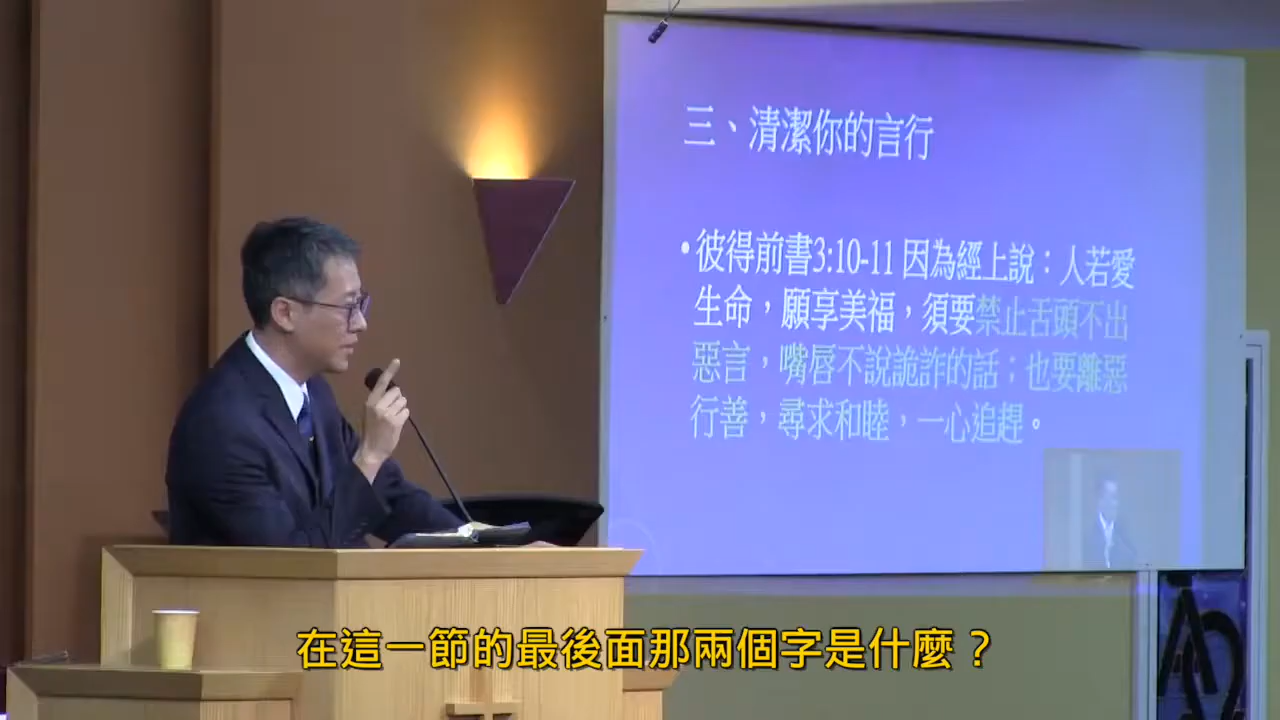 三、清潔你的言行
•彼得前書3:10-11 因為經上說：人若愛
生命，願享美福，須要禁止舌頭不出
惡言，嘴唇不說詭詐的話；也要離惡
行善，尋求和睦，一心追趕。
在這一節的最後面那兩個字是什麼？